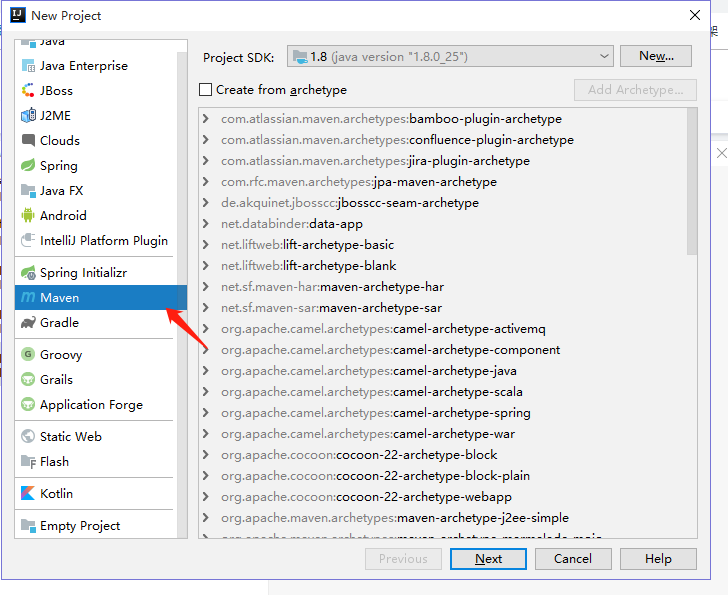 New Project
Java
Java Enterprise
JBoss
J2ME
Clouds
Spring
Java FX
Android
IntelliJ Platform Plugin
Spring Initializr
Maven
Gradle
Groovy
Grails
Application Forge
Static Web
Flash
Kotlin
Empty Project
Project SDK: 1.8 (java version "1.8.0_25") New...
Create from archetype Add Archetype...
com.atlassian.maven.archetypes:bamboo-plugin-archetype
com.atlassian.maven.archetypes:confluence-plugin-archetype
com.atlassian.maven.archetypes:jira-plugin-archetype
com.rfc.maven.archetypes:jpa-maven-archetype
de.akquinet.jbosscc:jbosscc-seam-archetype
net.databinder:data-app
net.liftweb:lift-archetype-basic
net.liftweb:lift-archetype-blank
net.sf.maven-har:maven-archetype-har
net.sf.maven-sar:maven-archetype-sar
org.apache.camel.archetypes:camel-archetype-activemq
org.apache.camel.archetypes:camel-archetype-component
org.apache.camel.archetypes:camel-archetype-java
org.apache.camel.archetypes:camel-archetype-scala
org.apache.camel.archetypes:camel-archetype-spring
org.apache.camel.archetypes:camel-archetype-war
org.apache.cocoon:cocoon-22-archetype-block
org.apache.cocoon:cocoon-22-archetype-block-plain
org.apache.cocoon:cocoon-22-archetype-webapp
org.apache.maven.archetypes:maven-archetype-j2ee-simple
org.apache.maven.archetypes:maven-archetype-marmalade-mojo
Previous Next Cancel Help